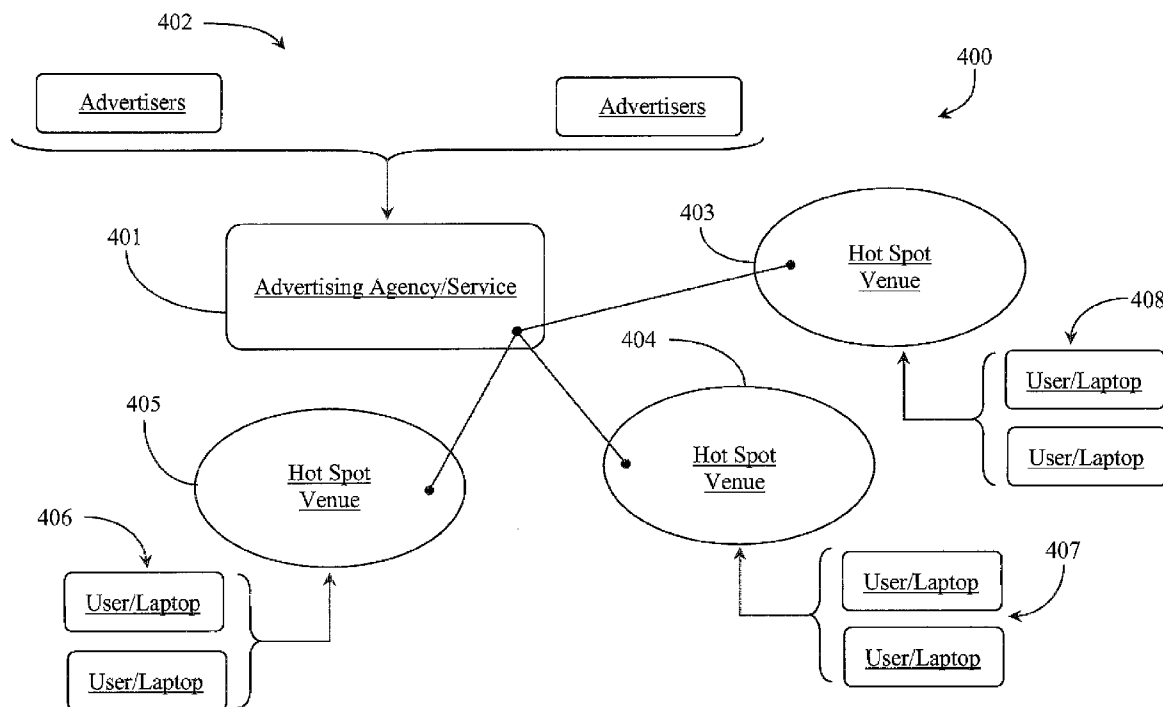 402
400
Advertisers
Advertisers
403
401
Advertising Agency/Service
Hot Spot
Venue
408
404
User/Laptop
405
User/Laptop
Hot Spot
Venue
Hot Spot
Venue
406
407
User/Laptop
User/Laptop
User/Laptop
User/Laptop